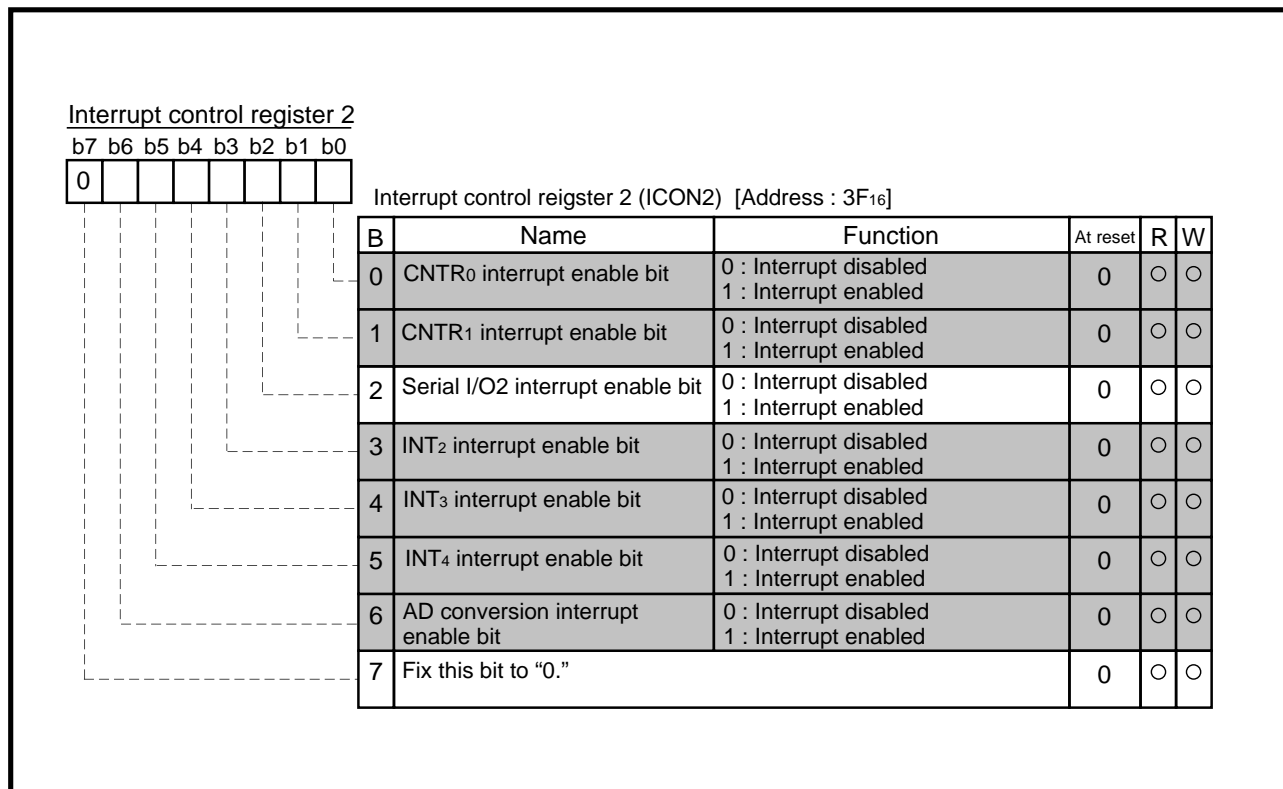 Interrupt control register 2
b7 b6 b5 b4 b3 b2 b1 b0
0
Interrupt control reigster 2 (ICON2) [Address : 3F16]
B Name Function At reset R W
0 CNTR0 interrupt enable bit 0 : Interrupt disabled 0 ○ ○
1 : Interrupt enabled
1 CNTR1 interrupt enable bit 0 : Interrupt disabled 0 ○ ○
1 : Interrupt enabled
2 Serial I/O2 interrupt enable bit 0 : Interrupt disabled 0 ○ ○
1 : Interrupt enabled
3 INT2 interrupt enable bit 0 : Interrupt disabled 0 ○ ○
1 : Interrupt enabled
4 INT3 interrupt enable bit 0 : Interrupt disabled 0 ○ ○
1 : Interrupt enabled
5 INT4 interrupt enable bit 0 : Interrupt disabled 0 ○ ○
1 : Interrupt enabled
6 AD conversion interrupt 0 : Interrupt disabled 0 ○ ○
enable bit 1 : Interrupt enabled
7 Fix this bit to “0.” 0 ○ ○